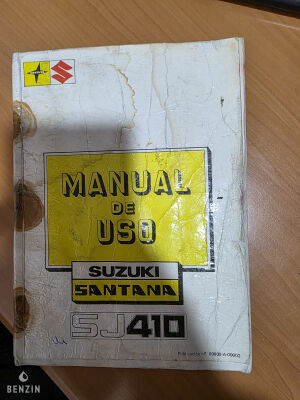 MANUAL
DE
USO
SUZUKI
SANTANA
SJ410
BENZIN